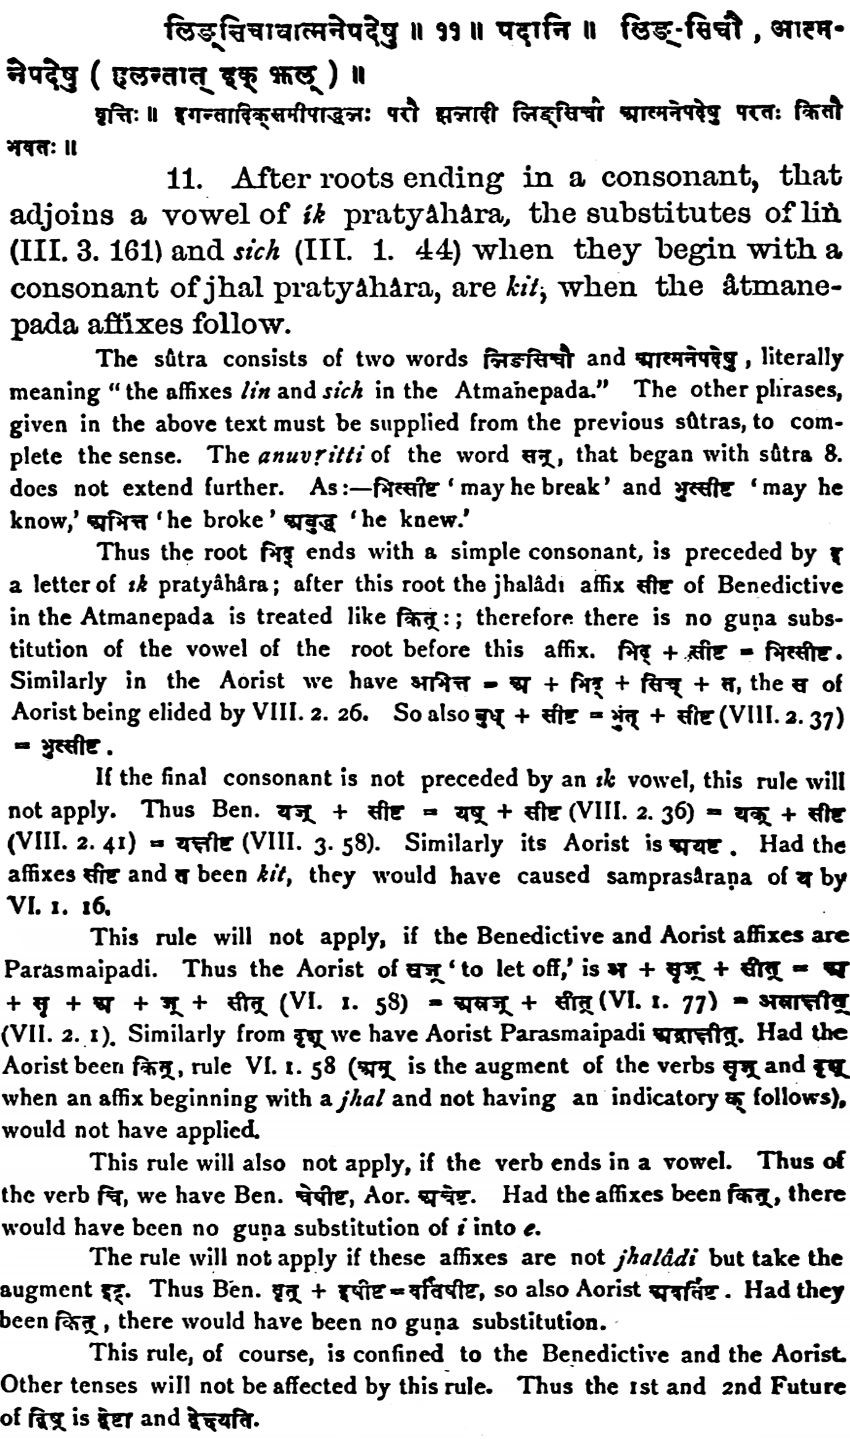 लिङ्सिचावात्मनेपदेषु ॥ ११ ॥ पदानि ॥ लिङ्-सिचौ , आत्म-
नेपदेषु ( हलन्तात् इक् झल् ) ॥
वृत्तिः ॥ इगन्तादिक्समीपाद्धलः परौ झलादी लिङ्सिचौ आत्मनेपदेषु परतः कितौ
भवतः ॥
11. After roots ending in a consonant, that
adjoins a vowel of ik pratyâhâra, the substitutes of liṅ
(III. 3. 161) and sich (III. 1. 44) when they begin with a
consonant of jhal pratyâhâra, are kit, when the âtmane-
pada affixes follow.
The sûtra consists of two words लिङसिचौ and आत्मनेपदेषु , literally
meaning “the affixes lin and sich in the Atmanepada.” The other phrases,
given in the above text must be supplied from the previous sûtras, to com-
plete the sense. The anuvṛitti of the word सन् , that began with sûtra 8.
does not extend further. As :—भित्सीष्ट ‘may he break’ and भुत्सीष्ट ‘may he
know,’ अभित्त ‘he broke’ अबुद्ध ‘he knew.’
Thus the root भिद् ends with a simple consonant, is preceded by इ
a letter of ik pratyâhâra ; after this root the jhalâdi affix सीष्ट of Benedictive
in the Atmanepada is treated like कित् : ; therefore there is no guṇa subs-
titution of the vowel of the root before this affix. भिद् + सीष्ट = भित्सीष्ट .
Similarly in the Aorist we have अभित्त = अ + भिद् + सिच् + त, the स of
Aorist being elided by VIII. 2. 26. So also बुध् + सीष्ट = भुंत् + सीष्ट (VIII. 2. 37)
= भुत्सीष्ट .
If the final consonant is not preceded by an ik vowel, this rule will
not apply. Thus Ben. यज् + सीष्ट = यष् + सीष्ट (VIII. 2. 36) = यक् + सीष्ट
(VIII. 2. 41) = यक्षीष्ट (VIII. 3. 58). Similarly its Aorist is अयष्ट . Had the
affixes सीष्ट and त been kit, they would have caused samprasâraṇa of य by
VI. 1. 16.
This rule will not apply, if the Benedictive and Aorist affixes are
Parasmaipadi. Thus the Aorist of सृज् ‘to let off,’ is अ + सृज् + सीत् = अ
+ सृ + अ + ज् + सीत् (VI. 1. 58) = अस्रज् + सीत् (VI. 1. 77) = अस्राक्षीत्
(VII. 2. 1). Similarly from दृश् we have Aorist Parasmaipadi अद्राक्षीत्. Had the
Aorist been कित्, rule VI. 1. 58 (अम् is the augment of the verbs सृज् and दृश्
when an affix beginning with a jhal and not having an indicatory क् follows),
would not have applied.
This rule will also not apply, if the verb ends in a vowel. Thus of
the verb चि, we have Ben. चेषीष्ट, Aor. अचेष्ट. Had the affixes been कित्, there
would have been no guṇa substitution of i into e.
The rule will not apply if these affixes are not jhalâdi but take the
augment इट्. Thus Ben. वृत् + इषीष्ट=वर्तिषीष्ट, so also Aorist अवर्तिष्ट . Had they
been कित् , there would have been no guṇa substitution.
This rule, of course, is confined to the Benedictive and the Aorist.
Other tenses will not be affected by this rule. Thus the 1st and 2nd Future
of द्विष् is द्वेष्टा and द्वेक्ष्यति.